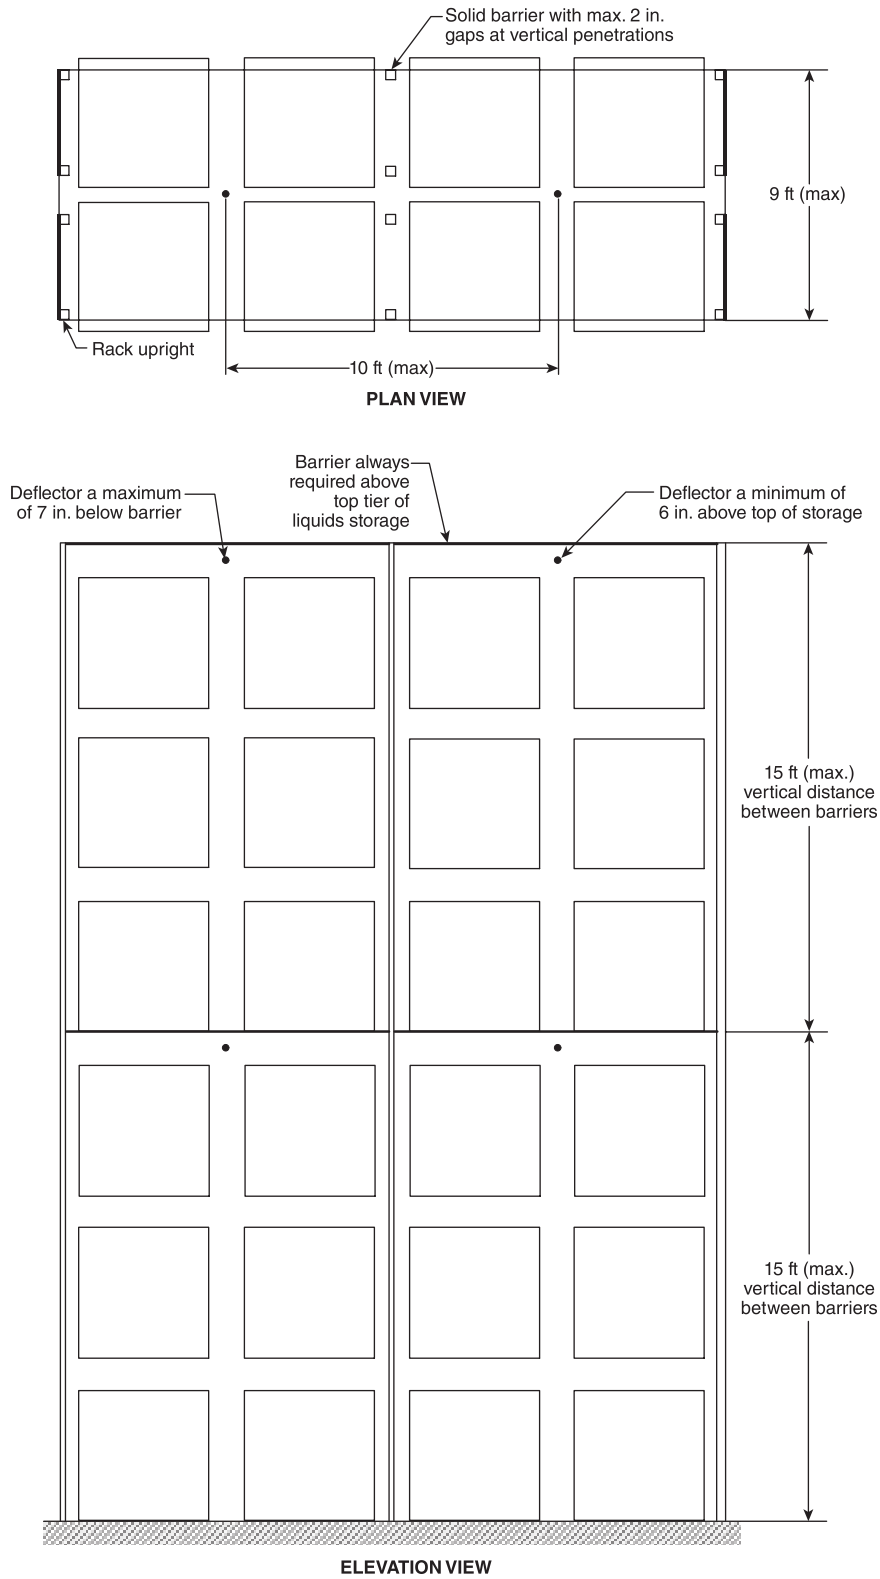 Solid barrier with max. 2 in.
gaps at vertical penetrations
9 ft (max)
Rack upright
10 ft (max)
PLAN VIEW
Barrier always
required above
top tier of
liquids storage
Deflector a maximum
of 7 in. below barrier
Deflector a minimum of
6 in. above top of storage
15 ft (max.)
vertical distance
between barriers
15 ft (max.)
vertical distance
between barriers
ELEVATION VIEW